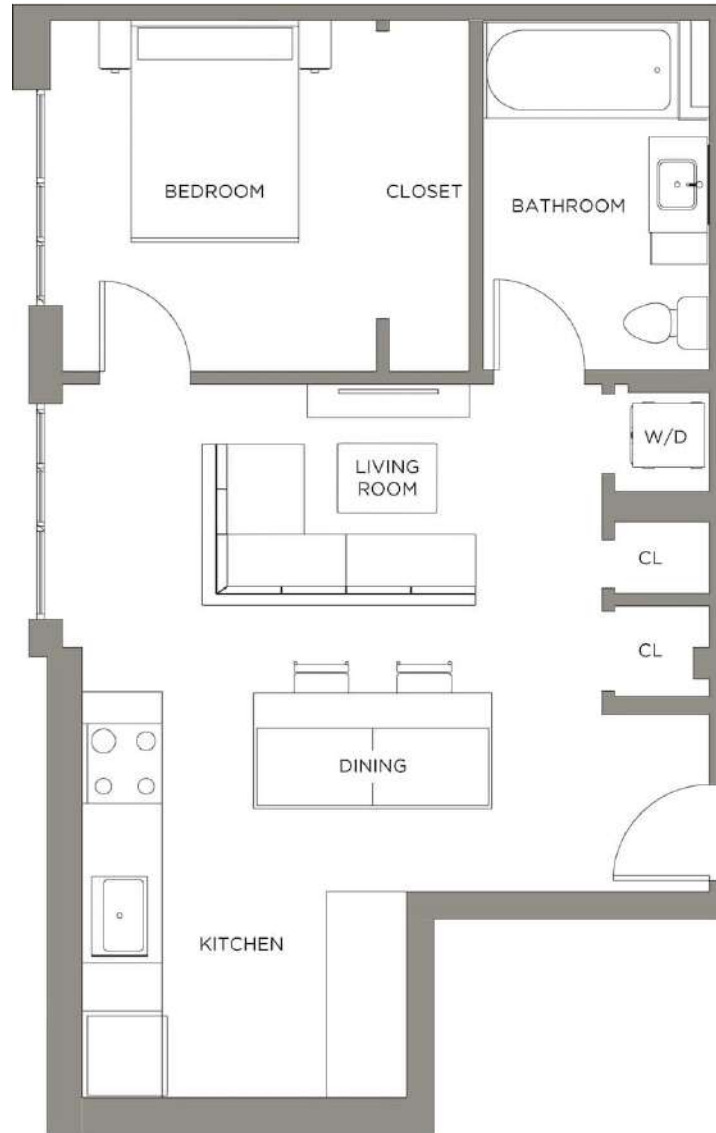 BEDROOM
CLOSET
BATHROOM
W/D
LIVING
ROOM
CL
CL
DINING
KITCHEN